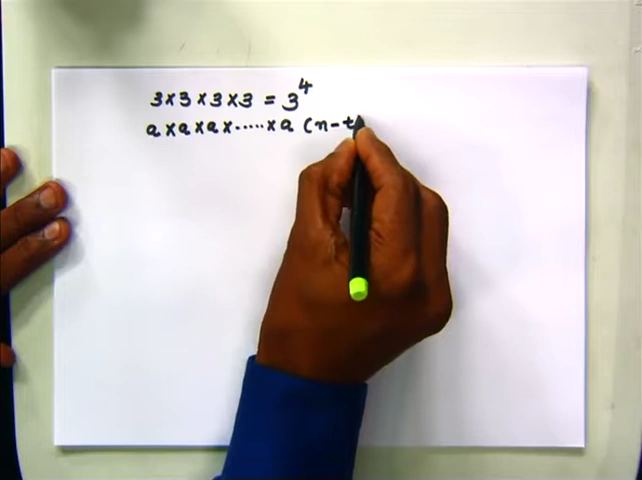 3×3×3×3 = 3⁴
a×a×a×.....×a (n-t